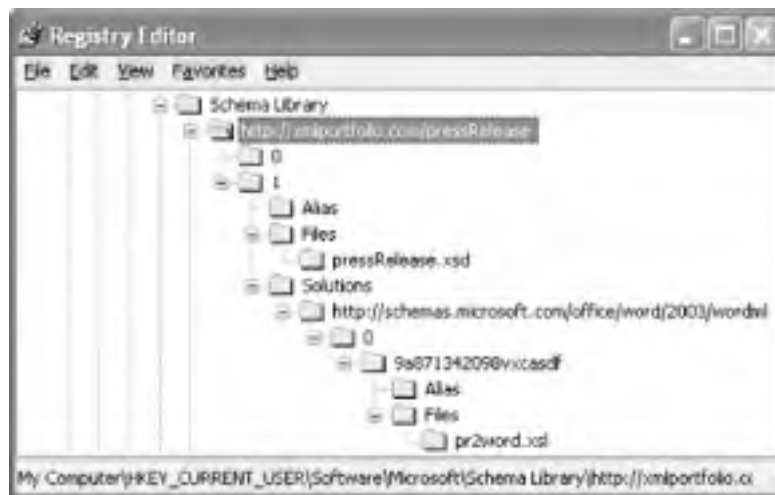 Registry Editor
File Edit View Favorites Help
Schema Library
http://xmlportfolio.com/pressRelease
0
1
Alias
Files
pressRelease.xsd
Solutions
http://schemas.microsoft.com/office/word/2003/wordml
0
9a871342098vxcasdf
Alias
Files
pr2word.xsl
My Computer\HKEY_CURRENT_USER\Software\Microsoft\Schema Library\http://xmlportfolio.cc